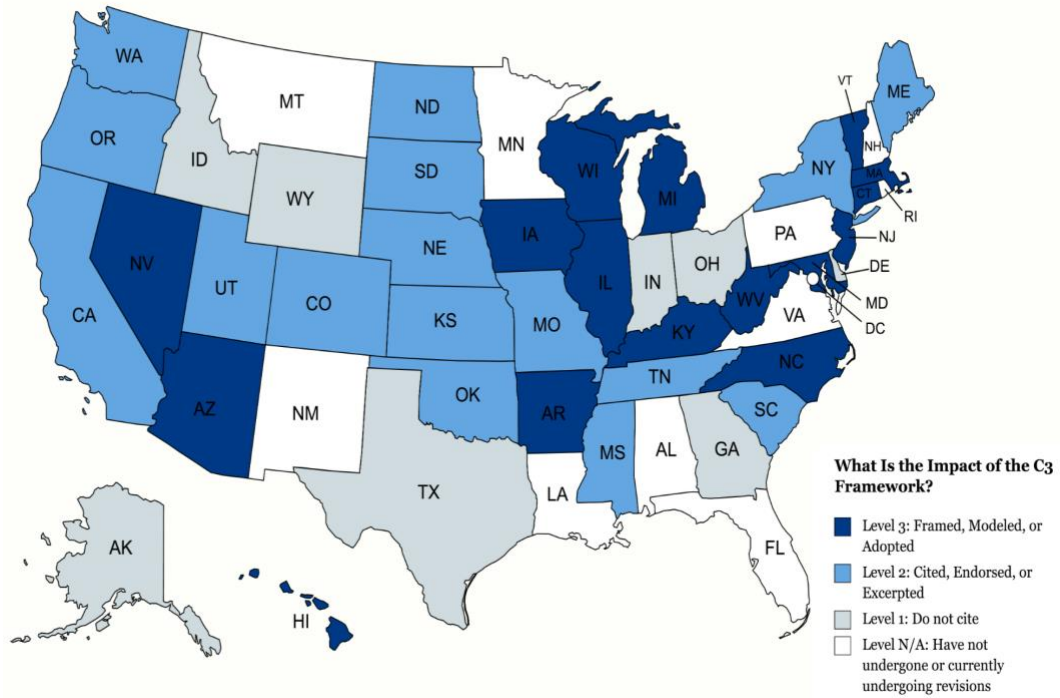 WA
MT
ND
MN
VT
ME
OR
ID
SD
WI
NH
NY
MA
WY
MI
CT
RI
IA
NE
PA
NJ
NV
OH
DE
UT
IL
IN
CO
WV
MD
CA
KS
MO
VA
DC
KY
NC
OK
TN
AZ
NM
AR
SC
MS
AL
GA
TX
LA
FL
AK
HI
What Is the Impact of the C3
Framework?
Level 3: Framed, Modeled, or
Adopted
Level 2: Cited, Endorsed, or
Excerpted
Level 1: Do not cite
Level N/A: Have not
undergone or currently
undergoing revisions